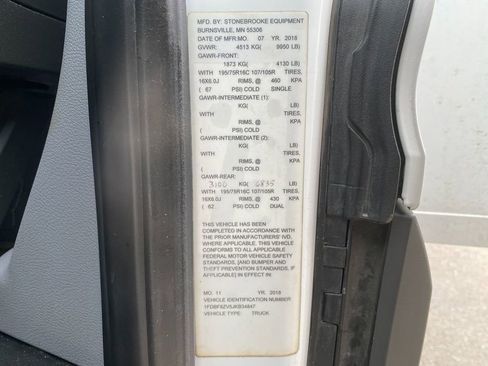 MFD. BY: STONEBROOKE EQUIPMENT
BURNSVILLE, MN 55306
DATE OF MFR:MO. 07 YR. 2018
GVWR: 4513 KG( 9950 LB)
GAWR-FRONT:
1873 KG( 4130 LB)
WITH 195/75R16C 107/105R TIRES,
16X6.0J RIMS, @ 460 KPA
( 67 PSI) COLD SINGLE
GAWR-INTERMEDIATE (1):
KG( LB)
WITH TIRES,
RIMS, @ KPA
( PSI) COLD
GAWR-INTERMEDIATE (2):
KG( LB)
WITH TIRES,
RIMS, @ KPA
( PSI) COLD
GAWR-REAR:
3100 KG( 6835 LB)
WITH 195/75R16C 107/105R TIRES,
16X6.0J RIMS, @ 430 KPA
( 62 PSI) COLD DUAL
THIS VEHICLE HAS BEEN
COMPLETED IN ACCORDANCE WITH
THE PRIOR MANUFACTURERS' IVD.
WHERE APPLICABLE. THIS VEHICLE
CONFORMS TO ALL APPLICABLE
FEDERAL MOTOR VEHICLE SAFETY
STANDARDS, [AND BUMPER AND
THEFT PREVENTION STANDARDS, IF
APPLICABLE] IN EFFECT IN:
MO. 11 YR. 2018
VEHICLE IDENTIFICATION NUMBER
1FDBF8ZV5JKB34847
VEHICLE TYPE: TRUCK